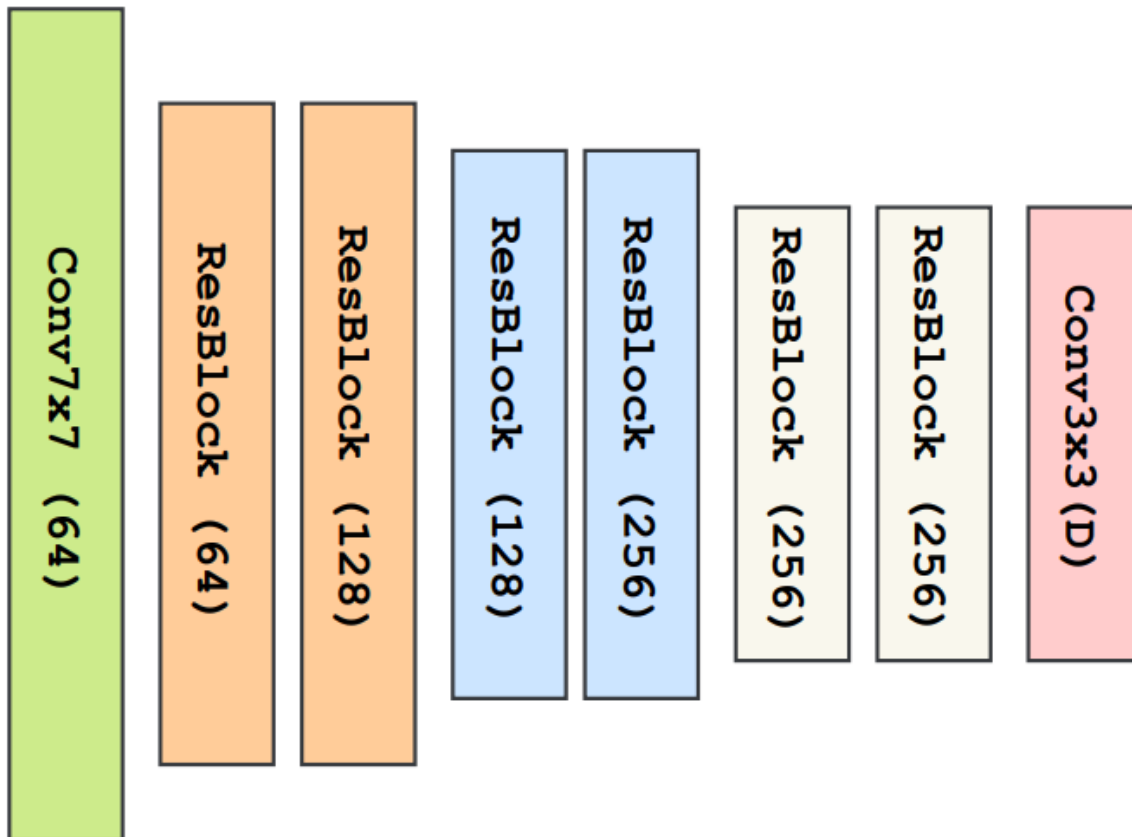 Conv7x7 (64)
ResBlock (64)
ResBlock (128)
ResBlock (128)
ResBlock (256)
ResBlock (256)
ResBlock (256)
Conv3x3(D)